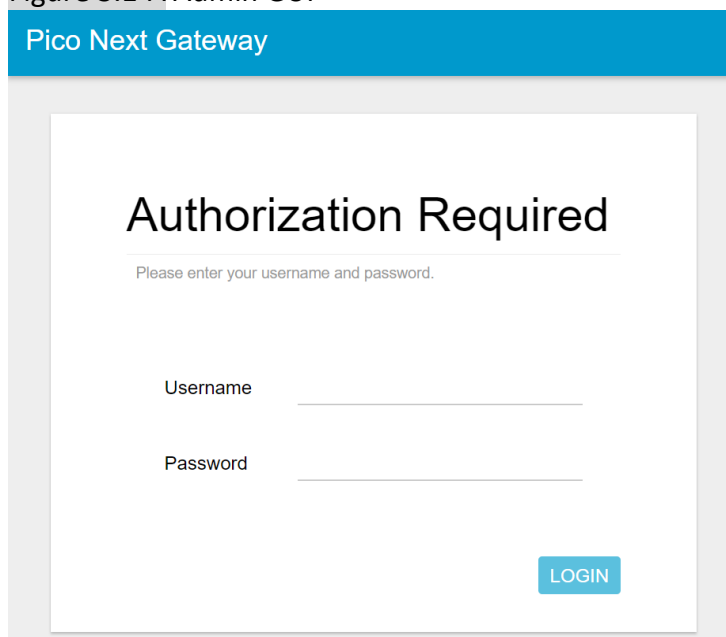 Pico Next Gateway
Authorization Required
Please enter your username and password.
Username
Password
LOGIN